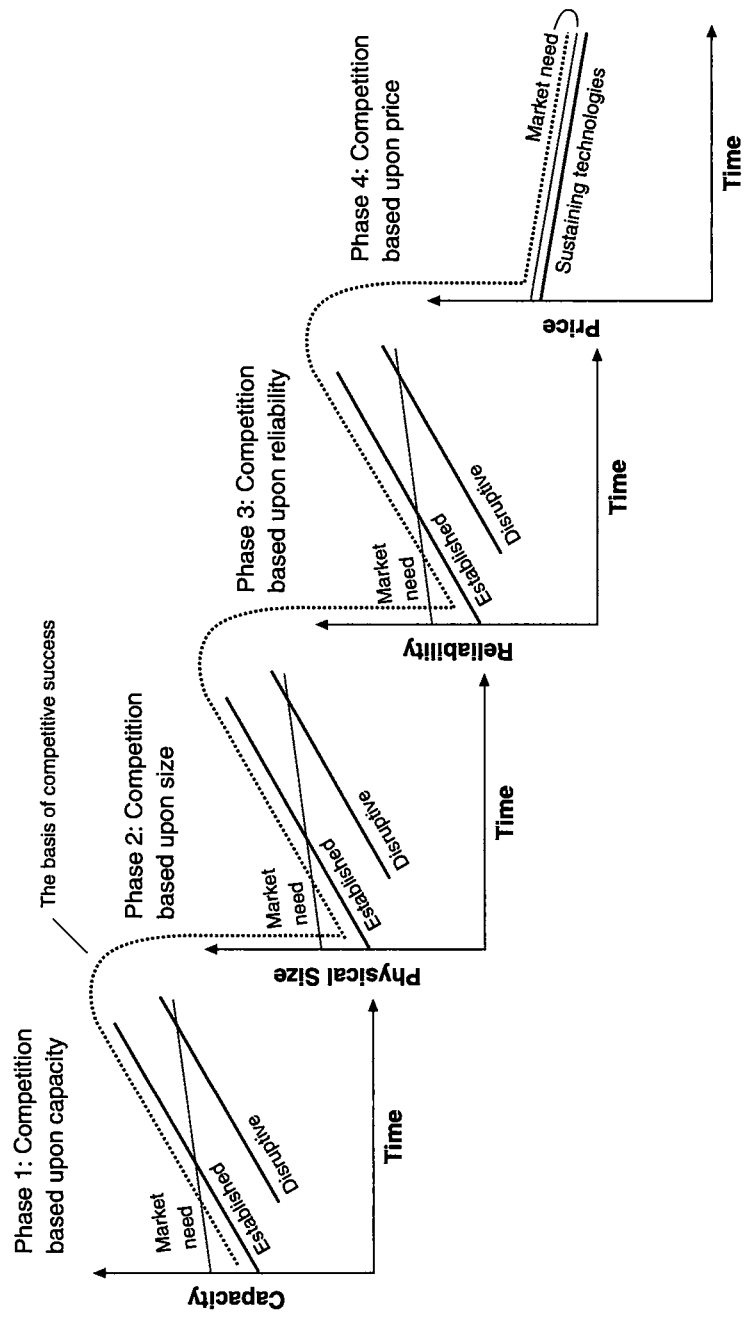 The basis of competitive success
Phase 1: Competition
based upon capacity
Capacity
Market
need
Established
Disruptive
Time
Phase 2: Competition
based upon size
Physical Size
Market
need
Established
Disruptive
Time
Phase 3: Competition
based upon reliability
Reliability
Market
need
Established
Disruptive
Time
Phase 4: Competition
based upon price
Price
Market need
Sustaining technologies
Time